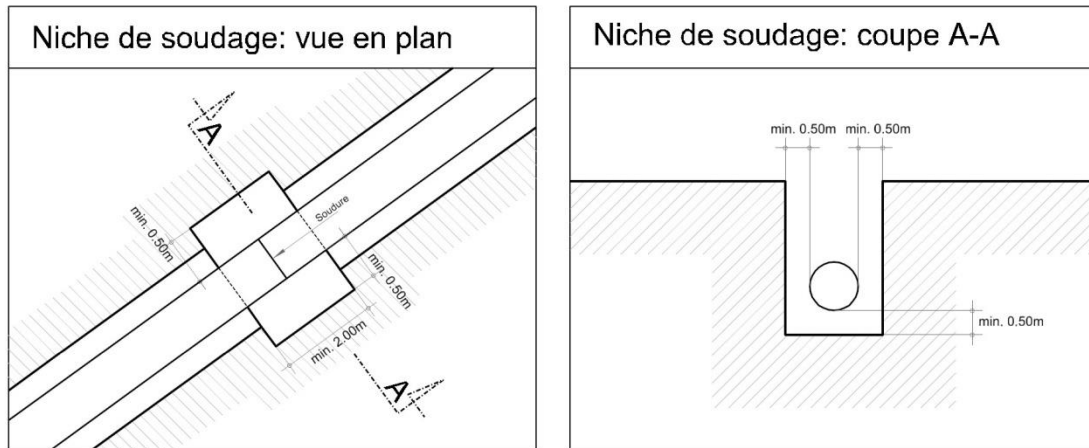 Niche de soudage: vue en plan
A
Soudure
min. 0.50m
min. 0.50m
min. 2.00m
A
Niche de soudage: coupe A-A
min. 0.50m
min. 0.50m
min. 0.50m